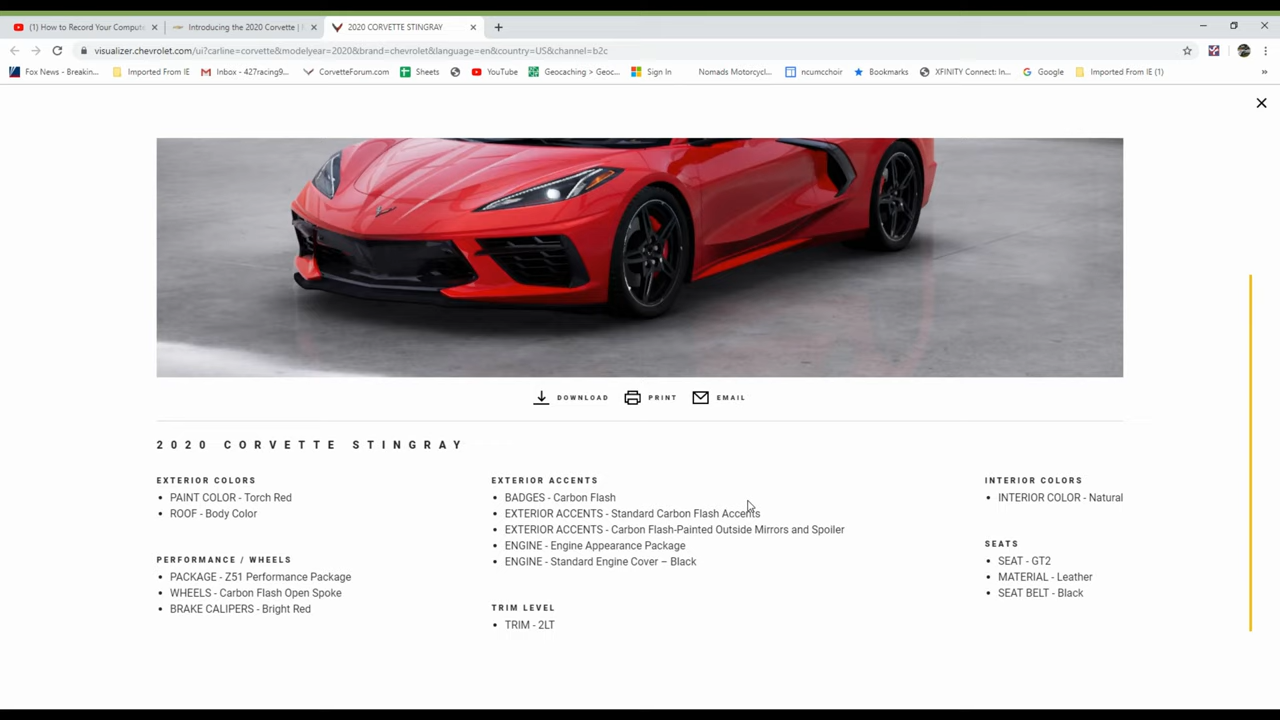 (1) How to Record Your Compute
Introducing the 2020 Corvette |
2020 CORVETTE STINGRAY
visualizer.chevrolet.com/ui?carline=corvette&modelyear=2020&brand=chevrolet&language=en&country=US&channel=b2c
Fox News - Breakin...
Imported From IE
Inbox - 427racing9...
CorvetteForum.com
Sheets
YouTube
Geocaching > Geoc...
Sign In
Nomads Motorcycl...
ncumcchoir
Bookmarks
XFINITY Connect: In...
Google
Imported From IE (1)
DOWNLOAD PRINT EMAIL
2020 CORVETTE STINGRAY
EXTERIOR COLORS
• PAINT COLOR - Torch Red
• ROOF - Body Color
PERFORMANCE / WHEELS
• PACKAGE - Z51 Performance Package
• WHEELS - Carbon Flash Open Spoke
• BRAKE CALIPERS - Bright Red
EXTERIOR ACCENTS
• BADGES - Carbon Flash
• EXTERIOR ACCENTS - Standard Carbon Flash Accents
• EXTERIOR ACCENTS - Carbon Flash-Painted Outside Mirrors and Spoiler
• ENGINE - Engine Appearance Package
• ENGINE - Standard Engine Cover – Black
TRIM LEVEL
• TRIM - 2LT
INTERIOR COLORS
• INTERIOR COLOR - Natural
SEATS
• SEAT - GT2
• MATERIAL - Leather
• SEAT BELT - Black